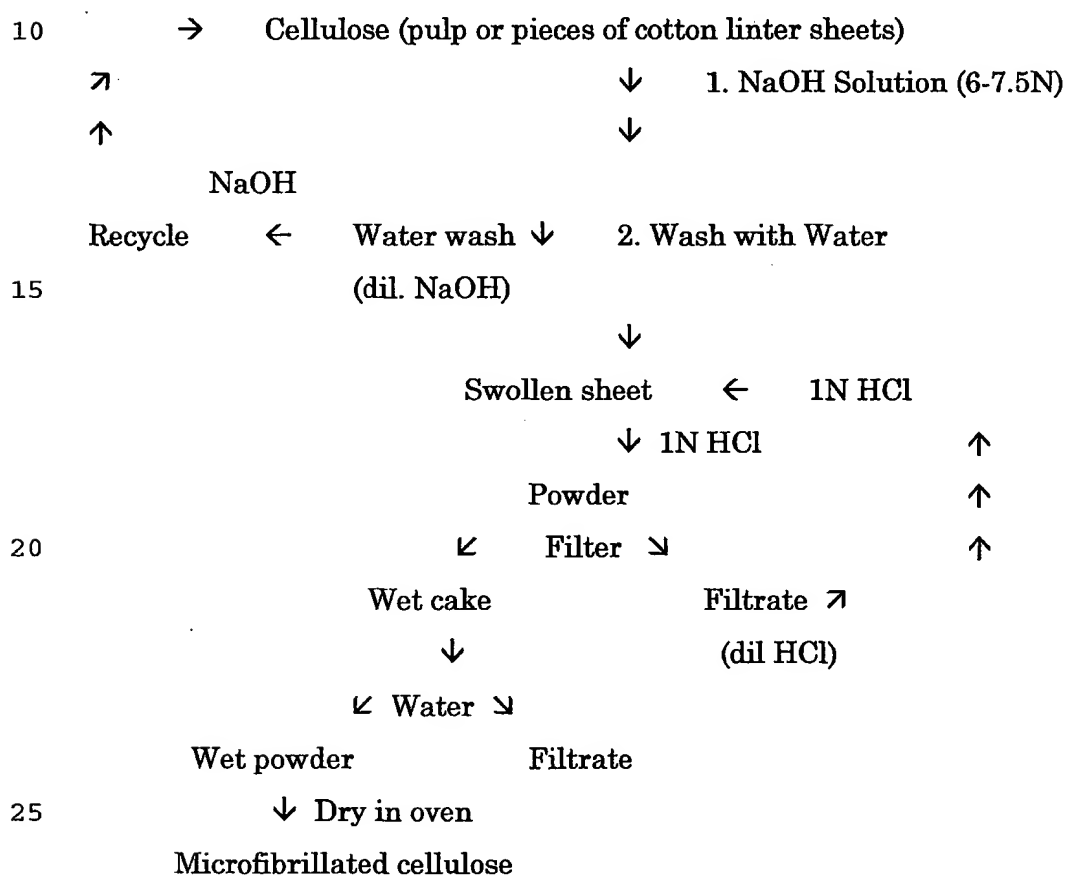 10 → Cellulose (pulp or pieces of cotton linter sheets)
↗ ↓ 1. NaOH Solution (6-7.5N)
↑ ↓
NaOH
Recycle ← Water wash ↓ 2. Wash with Water
15 (dil. NaOH)
↓
Swollen sheet ← 1N HCl
↓ 1N HCl ↑
Powder ↑
20 ↙ Filter ↘ ↑
Wet cake Filtrate ↗
↓ (dil HCl)
↙ Water ↘
Wet powder Filtrate
25 ↓ Dry in oven
Microfibrillated cellulose